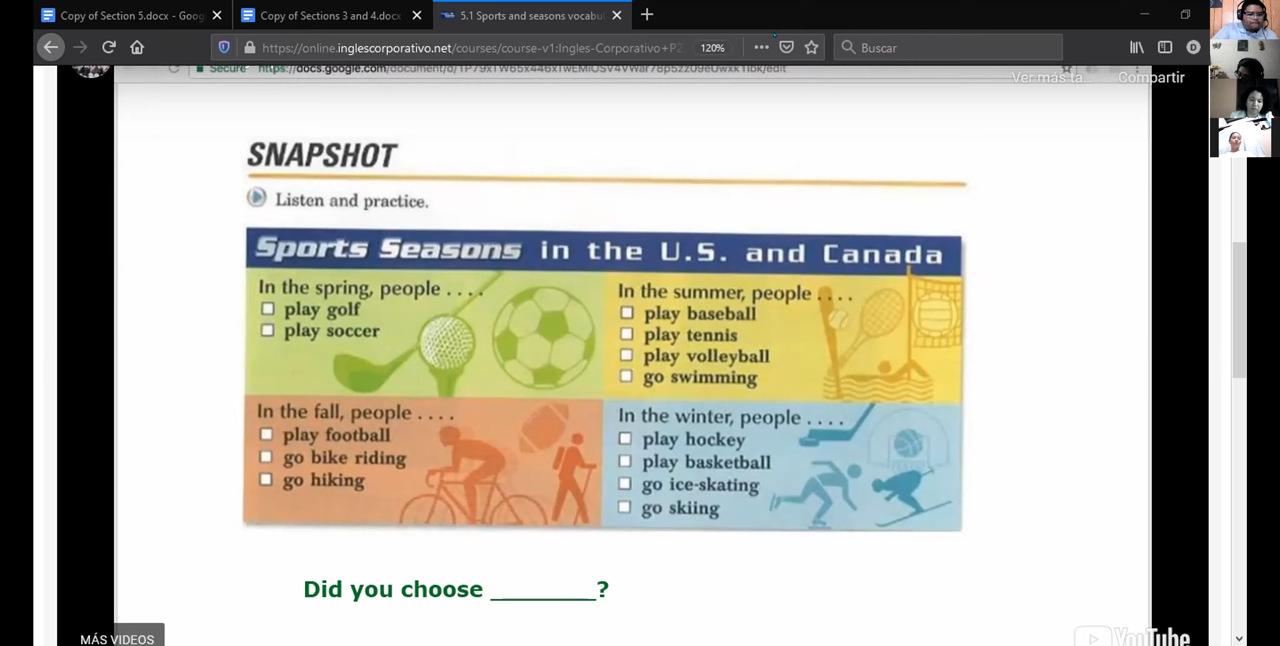 Copy of Section 5.docx - Goog
Copy of Sections 3 and 4.docx
5.1 Sports and seasons vocabu
https://online.inglescorporativo.net/courses/course-v1:Ingles-Corporativo+P2
120%
Buscar
Secure
Ver más ta...
Compartir
SNAPSHOT
Listen and practice.
Sports Seasons in the U.S. and Canada
In the spring, people . . . .
play golf
play soccer
In the summer, people . . . .
play baseball
play tennis
play volleyball
go swimming
In the fall, people . . . .
play football
go bike riding
go hiking
In the winter, people . . . .
play hockey
play basketball
go ice-skating
go skiing
Did you choose _______?
MÁS VIDEOS
YouTube